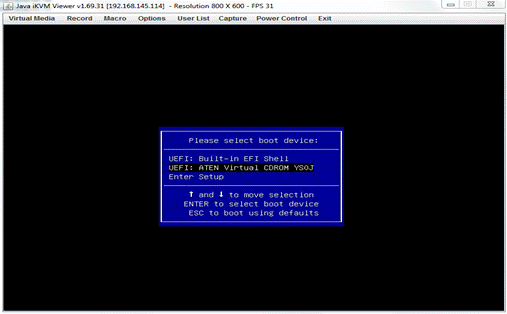 Java iKVM Viewer v1.69.31 [192.168.145.114] - Resolution 800 X 600 - FPS 31
Virtual Media Record Macro Options User List Capture Power Control Exit
Please select boot device:
UEFI: Built-in EFI Shell
UEFI: ATEN Virtual CDROM YS0J
Enter Setup
↑ and ↓ to move selection
ENTER to select boot device
ESC to boot using defaults